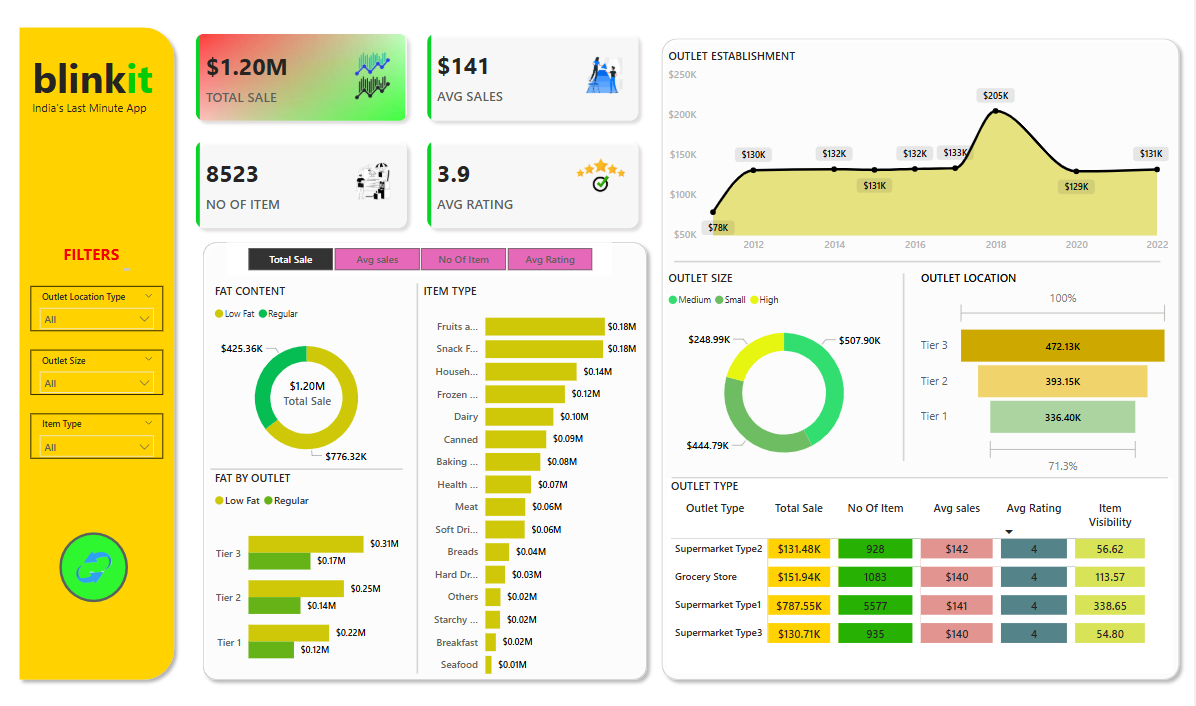 blinkit
India's Last Minute App
FILTERS
Outlet Location Type
All
Outlet Size
All
Item Type
All
$1.20M
TOTAL SALE
$141
AVG SALES
8523
NO OF ITEM
3.9
AVG RATING
Total Sale Avg sales No Of Item Avg Rating
FAT CONTENT
Low Fat Regular
$425.36K
$1.20M
Total Sale
$776.32K
FAT BY OUTLET
Low Fat Regular
Tier 3 $0.31M
$0.17M
Tier 2 $0.25M
$0.14M
Tier 1 $0.22M
$0.12M
ITEM TYPE
Fruits a... $0.18M
Snack F... $0.18M
Househ... $0.14M
Frozen ... $0.12M
Dairy $0.10M
Canned $0.09M
Baking ... $0.08M
Health ... $0.07M
Meat $0.06M
Soft Dri... $0.06M
Breads $0.04M
Hard Dr... $0.03M
Others $0.02M
Starchy ... $0.02M
Breakfast $0.02M
Seafood $0.01M
OUTLET ESTABLISHMENT
$250K
$200K
$150K
$100K
$50K
$78K
$130K
$132K
$131K
$132K
$133K
$205K
$129K
$131K
2012 2014 2016 2018 2020 2022
OUTLET SIZE
Medium Small High
$248.99K
$507.90K
$444.79K
OUTLET LOCATION
100%
Tier 3 472.13K
Tier 2 393.15K
Tier 1 336.40K
71.3%
OUTLET TYPE
Outlet Type Total Sale No Of Item Avg sales Avg Rating Item
Visibility
Supermarket Type2 $131.48K 928 $142 4 56.62
Grocery Store $151.94K 1083 $140 4 113.57
Supermarket Type1 $787.55K 5577 $141 4 338.65
Supermarket Type3 $130.71K 935 $140 4 54.80